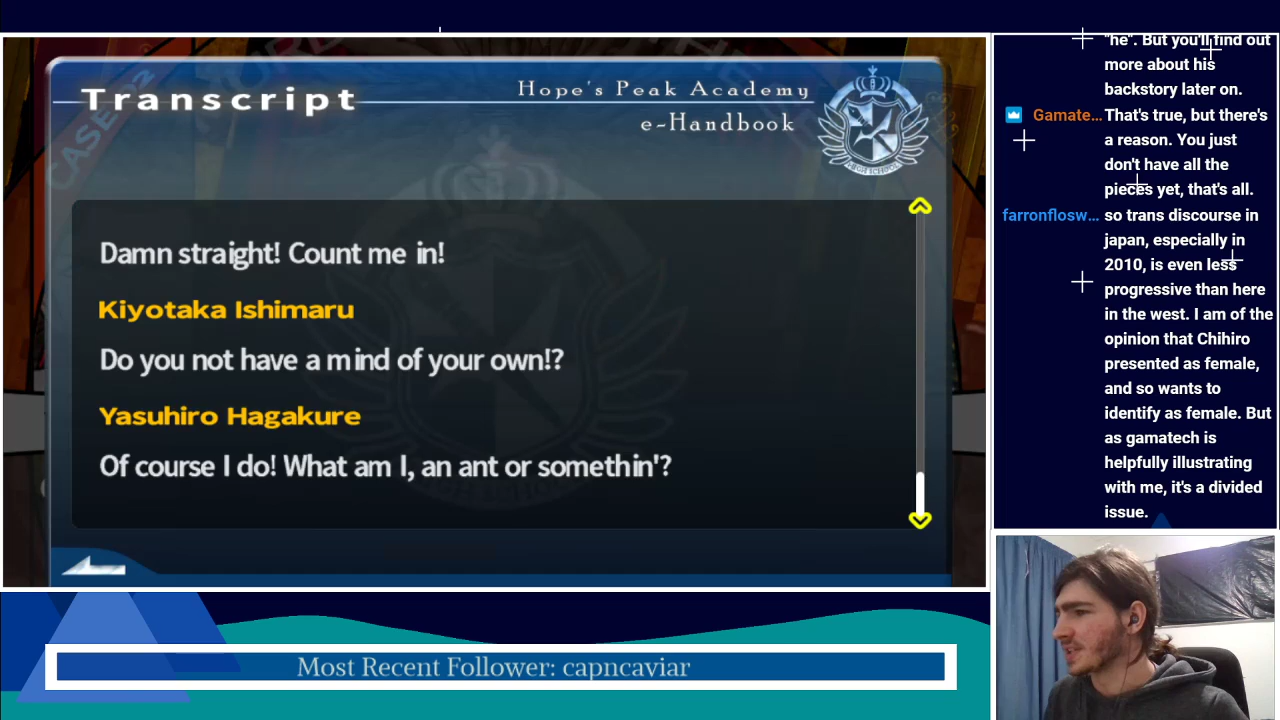 Transcript
Hope's Peak Academy
e-Handbook
Damn straight! Count me in!
Kiyotaka Ishimaru
Do you not have a mind of your own!?
Yasuhiro Hagakure
Of course I do! What am I, an ant or somethin'?
"he". But you'll find out
more about his
backstory later on.
Gamate... That's true, but there's
a reason. You just
don't have all the
pieces yet, that's all.
farronflosw... so trans discourse in
japan, especially in
2010, is even less
progressive than here
in the west. I am of the
opinion that Chihiro
presented as female,
and so wants to
identify as female. But
as gamatech is
helpfully illustrating
with me, it's a divided
issue.
Most Recent Follower: capncaviar